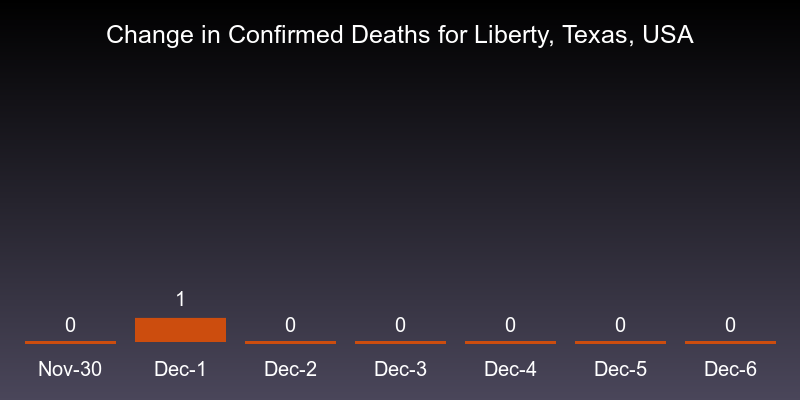 Change in Confirmed Deaths for Liberty, Texas, USA
1
0 0 0 0 0 0
Nov-30 Dec-1 Dec-2 Dec-3 Dec-4 Dec-5 Dec-6